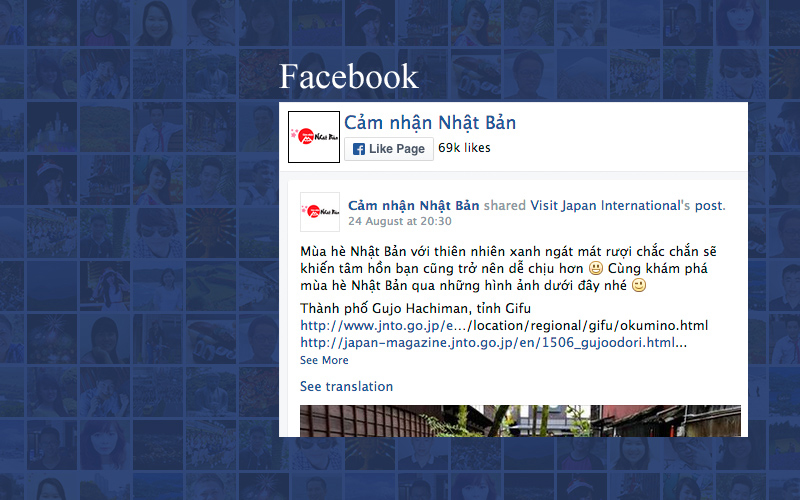 Facebook
Cảm nhận Nhật Bản
Like Page 69k likes
Cảm nhận Nhật Bản shared Visit Japan International's post.
24 August at 20:30
Mùa hè Nhật Bản với thiên nhiên xanh ngát mát rượi chắc chắn sẽ
khiến tâm hồn bạn cũng trở nên dễ chịu hơn 😃 Cùng khám phá
mùa hè Nhật Bản qua những hình ảnh dưới đây nhé 😃
Thành phố Gujo Hachiman, tỉnh Gifu
http://www.jnto.go.jp/e.../location/regional/gifu/okumino.html
http://japan-magazine.jnto.go.jp/en/1506_gujoodori.html...
See More
See translation